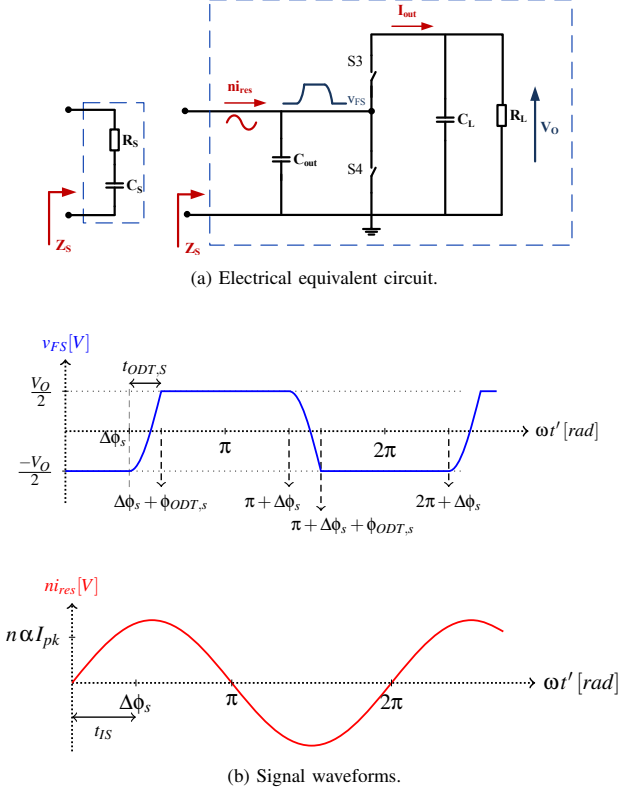 I_out
S3
ni_res
v_FS
R_S
C_L
R_L
V_O
C_out
S4
C_S
Z_S
Z_S
(a) Electrical equivalent circuit.
v_FS[V]
t_ODT,S
V_O/2
Δϕ_s
π
2π
ωt′[rad]
−V_O/2
Δϕ_s + ϕ_ODT,s
π + Δϕ_s
2π + Δϕ_s
π + Δϕ_s + ϕ_ODT,s
ni_res[V]
nαI_pk
Δϕ_s
π
2π
ωt′[rad]
t_IS
(b) Signal waveforms.